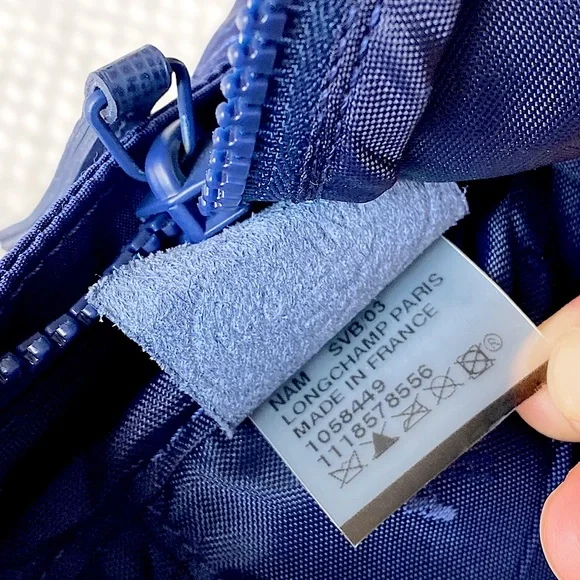 NAM SVB 03
LONGCHAMP PARIS
MADE IN FRANCE
1058449
1118578556
®